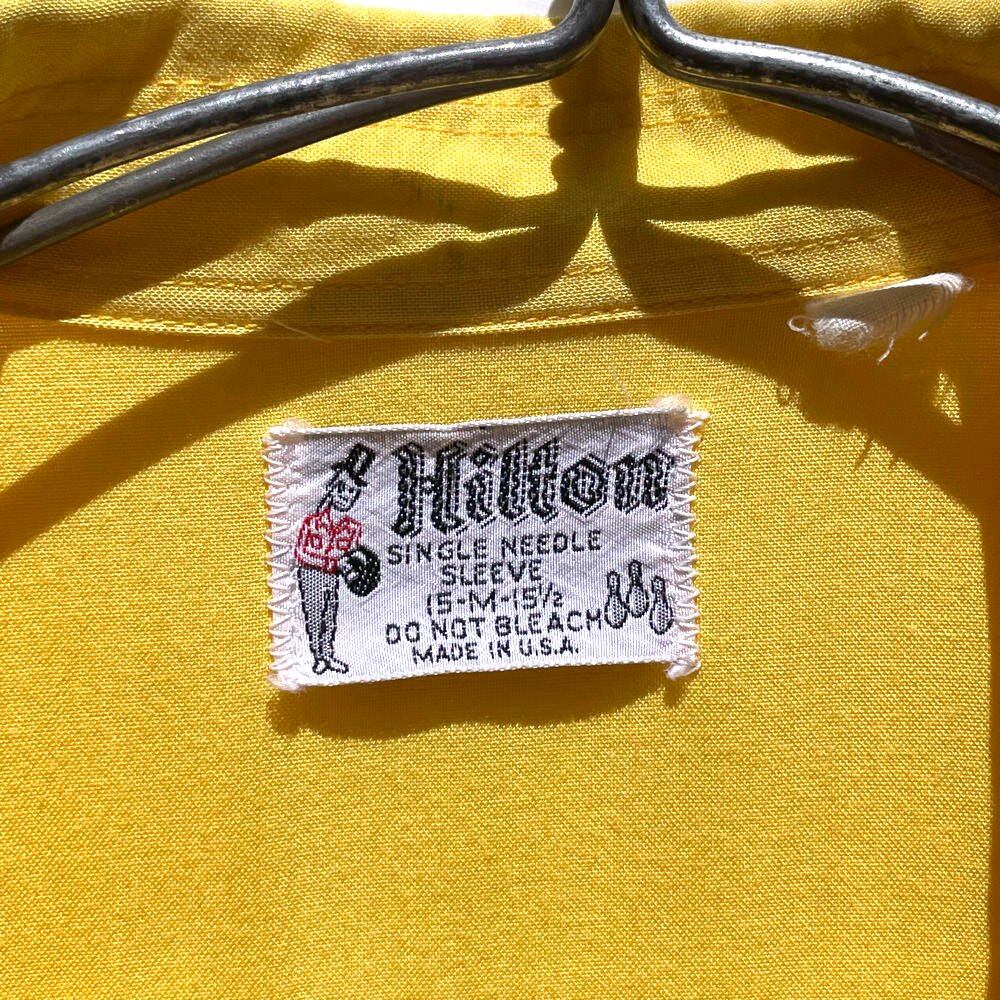 Hilton
SINGLE NEEDLE
SLEEVE
15-M-15½
DO NOT BLEACH
MADE IN U.S.A.